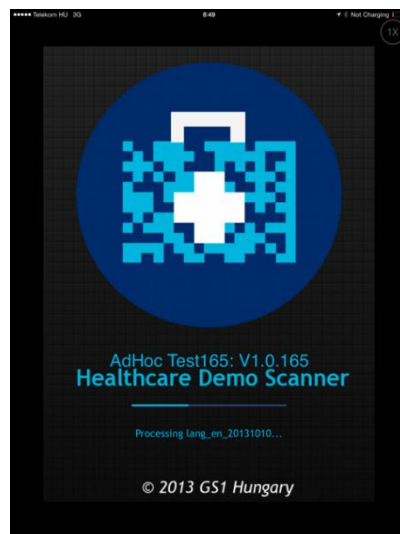 Telekom HU 3G 8:49 Not Charging
1X
AdHoc Test165: V1.0.165
Healthcare Demo Scanner
Processing lang_en_20131010...
© 2013 GS1 Hungary